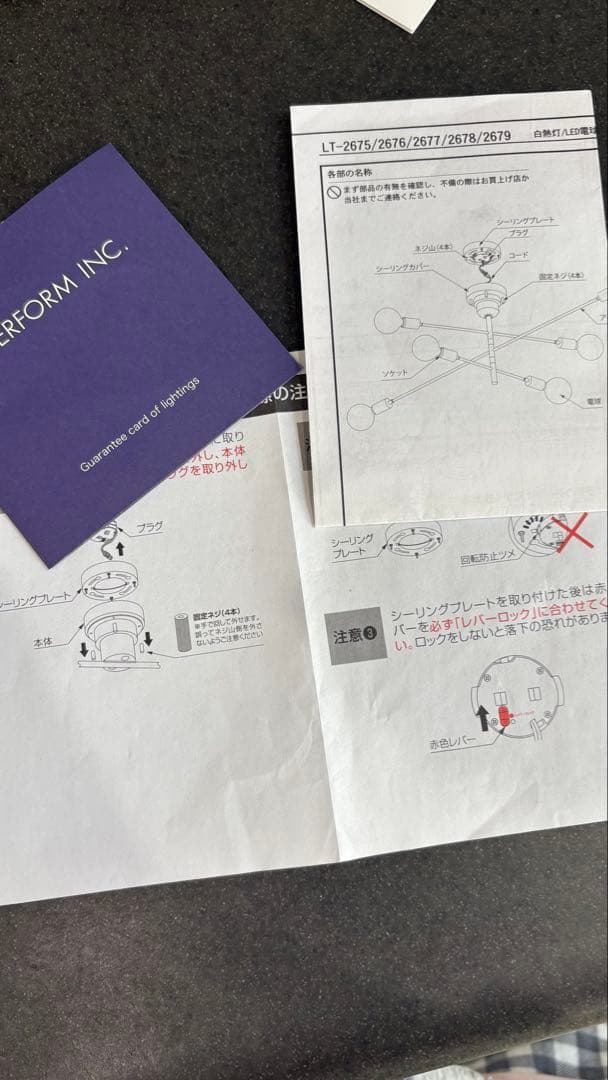 LT-2675/2676/2677/2678/2679 白熱灯/LED電球
各部の名称
まず部品の有無を確認し、不備の際はお買上げ店か
当社までご連絡ください。
シーリングプレート
プラグ
ネジ山(4本)
コード
シーリングカバー
固定ネジ(4本)
ソケット
電球
ERFORM INC.
Guarantee card of lightings
の注
に取り
外し、本体
グを取り外し
プラグ
シーリングプレート
本体
固定ネジ(4本)
半手で回して外せます。
誤ってネジ山側を外さ
ないようご注意ください
シーリング
プレート
回転防止ツメ
注意❸
シーリングプレートを取り付けた後は赤
バーを必ず「レバーロック」に合わせてく
い。ロックをしないと落下の恐れがありま
赤色レバー